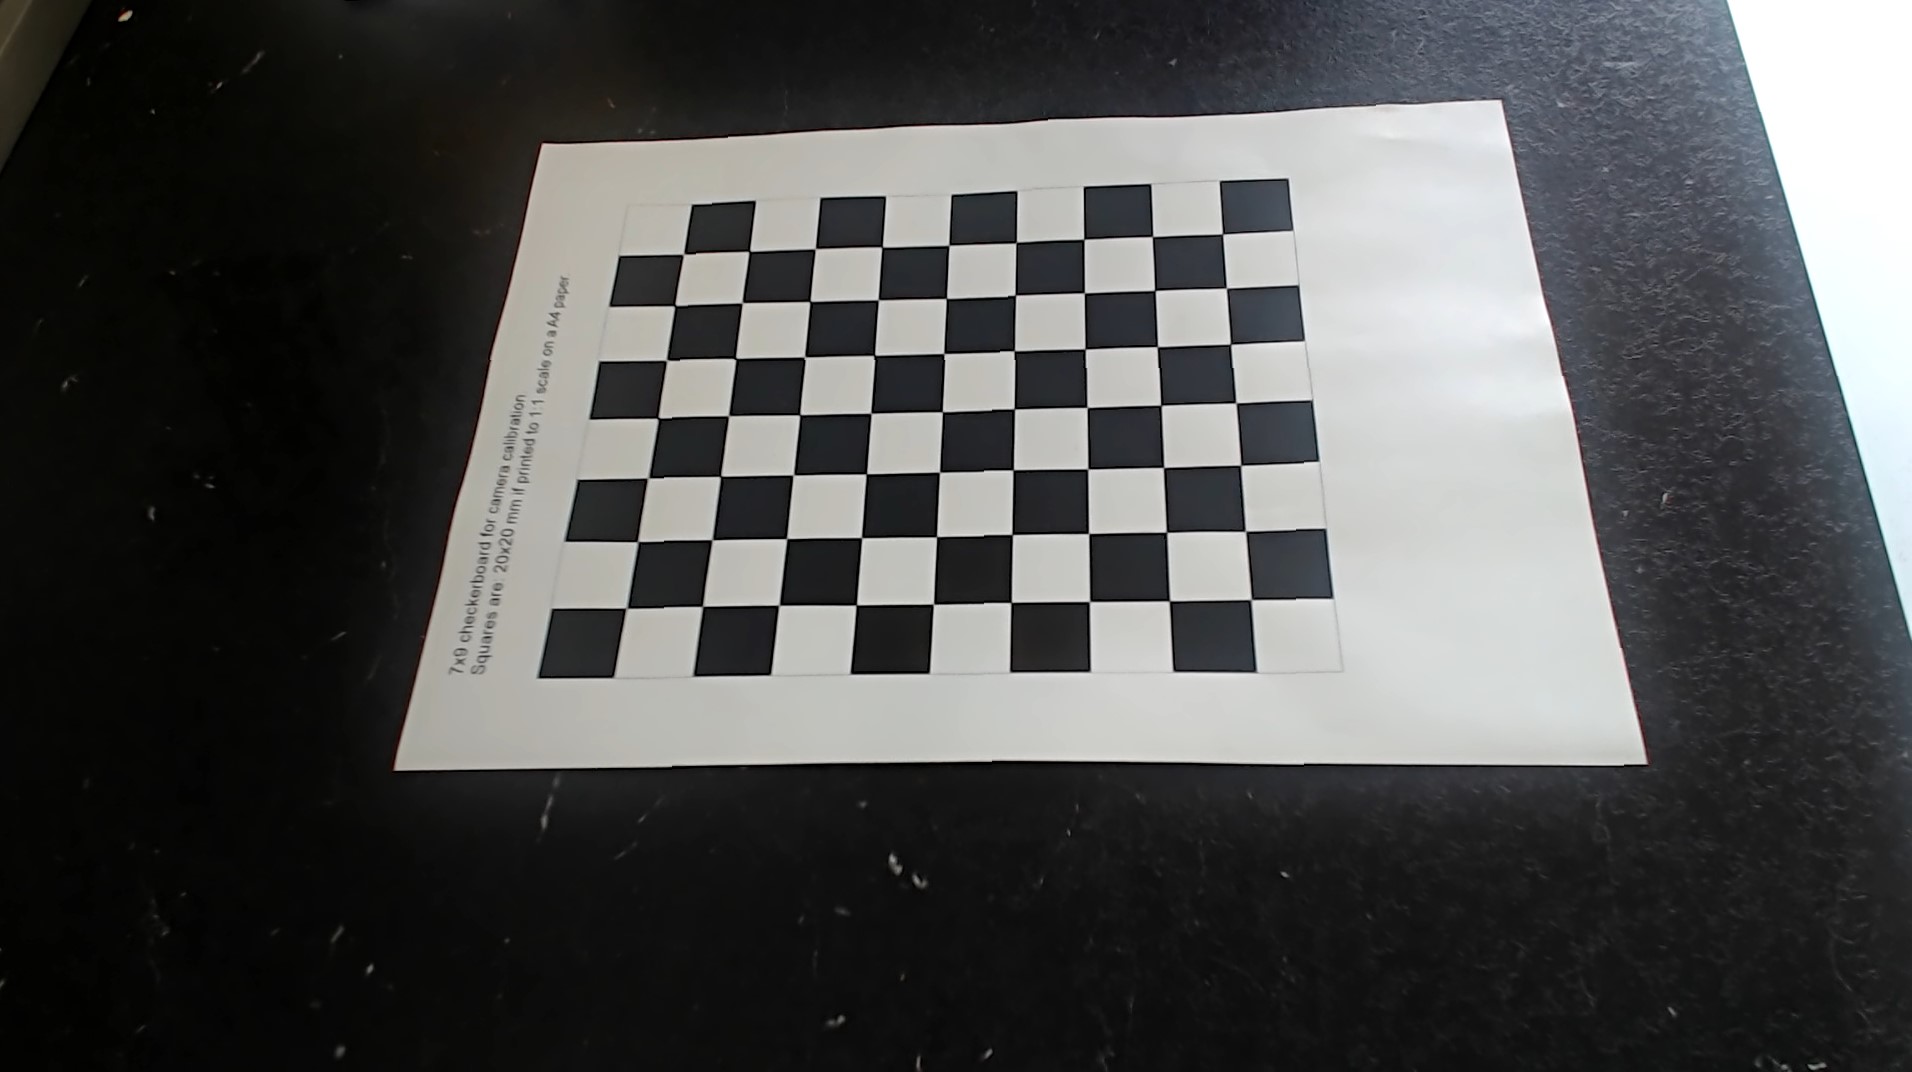 7x9 checkerboard for camera calibration
Squares are: 20x20 mm if printed to 1:1 scale on a A4 paper